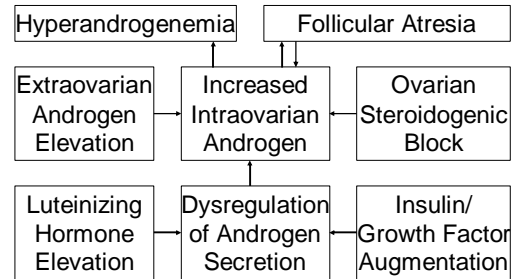 Hyperandrogenemia
Follicular Atresia
Extraovarian
Androgen
Elevation
Increased
Intraovarian
Androgen
Ovarian
Steroidogenic
Block
Luteinizing
Hormone
Elevation
Dysregulation
of Androgen
Secretion
Insulin/
Growth Factor
Augmentation